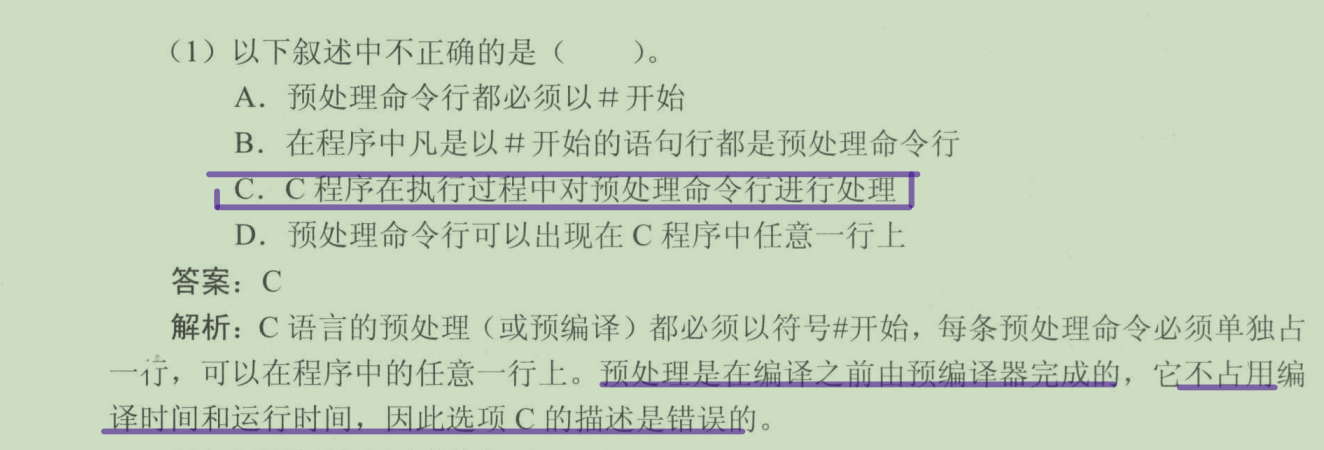 （1）以下叙述中不正确的是（　　）。
A．预处理命令行都必须以＃开始
B．在程序中凡是以＃开始的语句行都是预处理命令行
C．C 程序在执行过程中对预处理命令行进行处理
D．预处理命令行可以出现在 C 程序中任意一行上
答案：C
解析：C 语言的预处理（或预编译）都必须以符号#开始，每条预处理命令必须单独占
一行，可以在程序中的任意一行上。预处理是在编译之前由预编译器完成的，它不占用编
译时间和运行时间，因此选项 C 的描述是错误的。